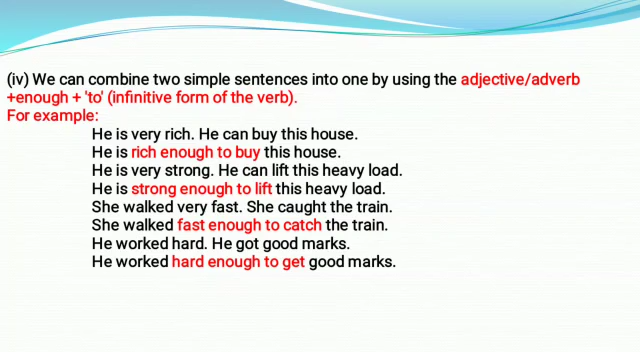 (iv) We can combine two simple sentences into one by using the adjective/adverb
+enough + 'to' (infinitive form of the verb).
For example:
He is very rich. He can buy this house.
He is rich enough to buy this house.
He is very strong. He can lift this heavy load.
He is strong enough to lift this heavy load.
She walked very fast. She caught the train.
She walked fast enough to catch the train.
He worked hard. He got good marks.
He worked hard enough to get good marks.